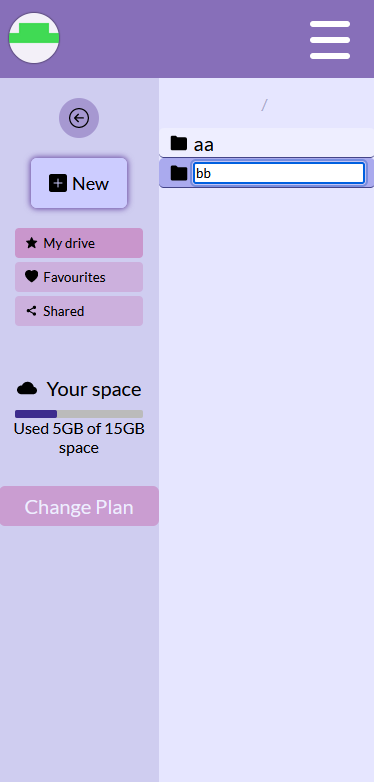 /
aa
bb
New
My drive
Favourites
Shared
Your space
Used 5GB of 15GB
space
Change Plan